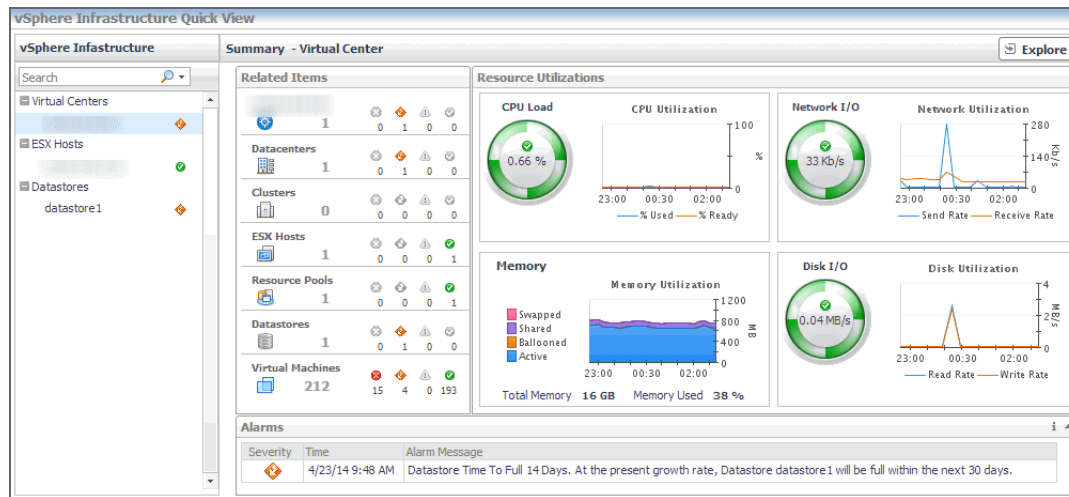 vSphere Infrastructure Quick View
vSphere Infastructure
Summary - Virtual Center
Explore
Search
Virtual Centers
ESX Hosts
Datastores
datastore1
Related Items
1
0 1 0 0
Datacenters
1
0 1 0 0
Clusters
0
0 0 0 0
ESX Hosts
1
0 0 0 1
Resource Pools
1
0 0 0 1
Datastores
1
0 1 0 0
Virtual Machines
212
15 4 0 193
Resource Utilizations
CPU Load
0.66 %
CPU Utilization
100
%
0
23:00 00:30 02:00
% Used % Ready
Network I/O
33 Kb/s
Network Utilization
280
140
0
Kb/s
23:00 00:30 02:00
Send Rate Receive Rate
Memory
Memory Utilization
Swapped
Shared
Ballooned
Active
1200
800
400
0
MB
23:00 00:30 02:00
Total Memory 16 GB Memory Used 38 %
Disk I/O
0.04 MB/s
Disk Utilization
4
2
0
MB/s
23:00 00:30 02:00
Read Rate Write Rate
Alarms
Severity Time Alarm Message
4/23/14 9:48 AM Datastore Time To Full 14 Days. At the present growth rate, Datastore datastore1 will be full within the next 30 days.